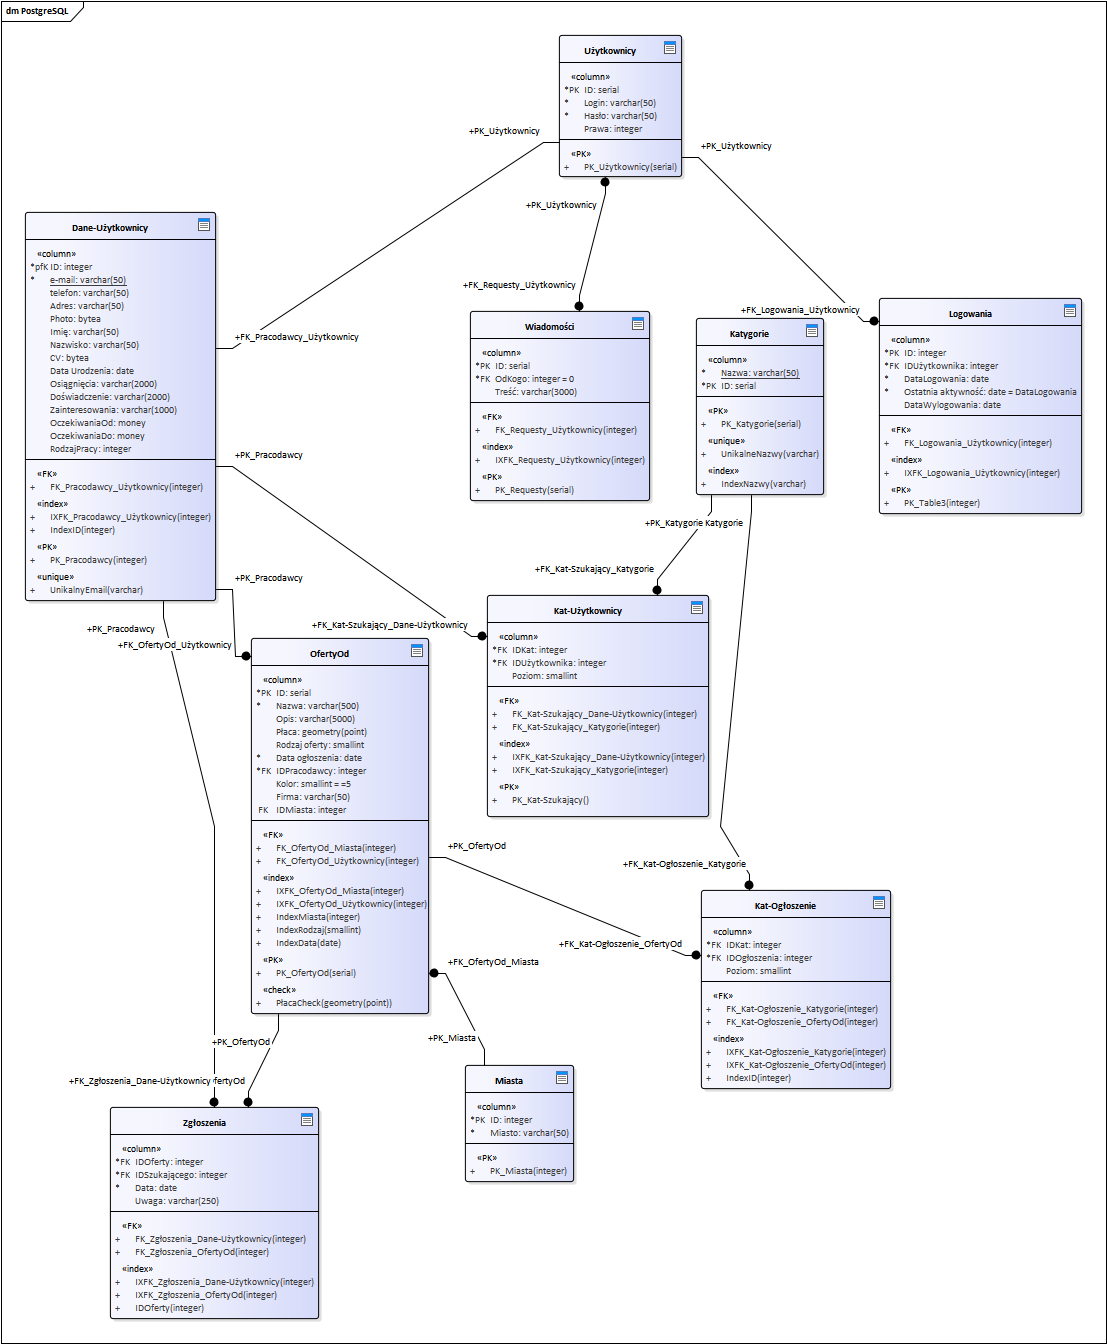 dm PostgreSQL
Użytkownicy
«column»
*PK ID: serial
* Login: varchar(50)
* Hasło: varchar(50)
Prawa: integer
«PK»
+ PK_Użytkownicy(serial)
+PK_Użytkownicy
+PK_Użytkownicy
+PK_Użytkownicy
Dane-Użytkownicy
«column»
*pfK ID: integer
* e-mail: varchar(50)
telefon: varchar(50)
Adres: varchar(50)
Photo: bytea
Imię: varchar(50)
Nazwisko: varchar(50)
CV: bytea
Data Urodzenia: date
Osiągnięcia: varchar(2000)
Doświadczenie: varchar(2000)
Zainteresowania: varchar(1000)
OczekiwaniaOd: money
OczekiwaniaDo: money
RodzajPracy: integer
«FK»
+ FK_Pracodawcy_Użytkownicy(integer)
«index»
+ IXFK_Pracodawcy_Użytkownicy(integer)
+ IndexID(integer)
«PK»
+ PK_Pracodawcy(integer)
«unique»
+ UnikalnyEmail(varchar)
+FK_Pracodawcy_Użytkownicy
+FK_Requesty_Użytkownicy
Wiadomości
«column»
*PK ID: serial
*FK OdKogo: integer = 0
Treść: varchar(3000)
«FK»
+ FK_Requesty_Użytkownicy(integer)
«index»
+ IXFK_Requesty_Użytkownicy(integer)
«PK»
+ PK_Requesty(serial)
+FK_Logowania_Użytkownicy
Katygorie
«column»
* Nazwa: varchar(50)
*PK ID: serial
«PK»
+ PK_Katygorie(serial)
«unique»
+ UnikalneNazwy(varchar)
«index»
+ IndexNazwy(varchar)
Logowania
«column»
*PK ID: integer
*FK IDUżytkownika: integer
* DataLogowania: date
* Ostatnia aktywność: date = DataLogowania
DataWylogowania: date
«FK»
+ FK_Logowania_Użytkownicy(integer)
«index»
+ IXFK_Logowania_Użytkownicy(integer)
«PK»
+ PK_Table3(integer)
+PK_Pracodawcy
+PK_Katygorie Katygorie
+FK_Kat-Szukający_Katygorie
+PK_Pracodawcy
+FK_Kat-Szukający_Dane-Użytkownicy
+PK_Pracodawcy
+FK_OfertyOd_Użytkownicy
Kat-Użytkownicy
«column»
*FK IDKat: integer
*FK IDUżytkownika: integer
Poziom: smallint
«FK»
+ FK_Kat-Szukający_Dane-Użytkownicy(integer)
+ FK_Kat-Szukający_Katygorie(integer)
«index»
+ IXFK_Kat-Szukający_Dane-Użytkownicy(integer)
+ IXFK_Kat-Szukający_Katygorie(integer)
«PK»
+ PK_Kat-Szukający()
OfertyOd
«column»
*PK ID: serial
* Nazwa: varchar(500)
Opis: varchar(5000)
Płaca: geometry(point)
Rodzaj oferty: smallint
* Data ogłoszenia: date
*FK IDPracodawcy: integer
Kolor: smallint = =5
Firma: varchar(50)
FK IDMiasta: integer
«FK»
+ FK_OfertyOd_Miasta(integer)
+ FK_OfertyOd_Użytkownicy(integer)
«index»
+ IXFK_OfertyOd_Miasta(integer)
+ IXFK_OfertyOd_Użytkownicy(integer)
+ IndexMiasta(integer)
+ IndexRodzaj(smallint)
+ IndexData(date)
«PK»
+ PK_OfertyOd(serial)
«check»
+ PłacaCheck(geometry(point))
+PK_OfertyOd
+FK_Kat-Ogłoszenie_Katygorie
+FK_Kat-Ogłoszenie_OfertyOd
Kat-Ogłoszenie
«column»
*FK IDKat: integer
*FK IDOgłoszenia: integer
Poziom: smallint
«FK»
+ FK_Kat-Ogłoszenie_Katygorie(integer)
+ FK_Kat-Ogłoszenie_OfertyOd(integer)
«index»
+ IXFK_Kat-Ogłoszenie_Katygorie(integer)
+ IXFK_Kat-Ogłoszenie_OfertyOd(integer)
+ IndexID(integer)
+FK_OfertyOd_Miasta
+PK_Miasta
+PK_OfertyOd
+FK_Zgłoszenia_Dane-Użytkownicy fertyOd
Miasta
«column»
*PK ID: integer
* Miasto: varchar(50)
«PK»
+ PK_Miasta(integer)
Zgłoszenia
«column»
*FK IDOferty: integer
*FK IDSzukającego: integer
* Data: date
Uwaga: varchar(250)
«FK»
+ FK_Zgłoszenia_Dane-Użytkownicy(integer)
+ FK_Zgłoszenia_OfertyOd(integer)
«index»
+ IXFK_Zgłoszenia_Dane-Użytkownicy(integer)
+ IXFK_Zgłoszenia_OfertyOd(integer)
+ IDOferty(integer)